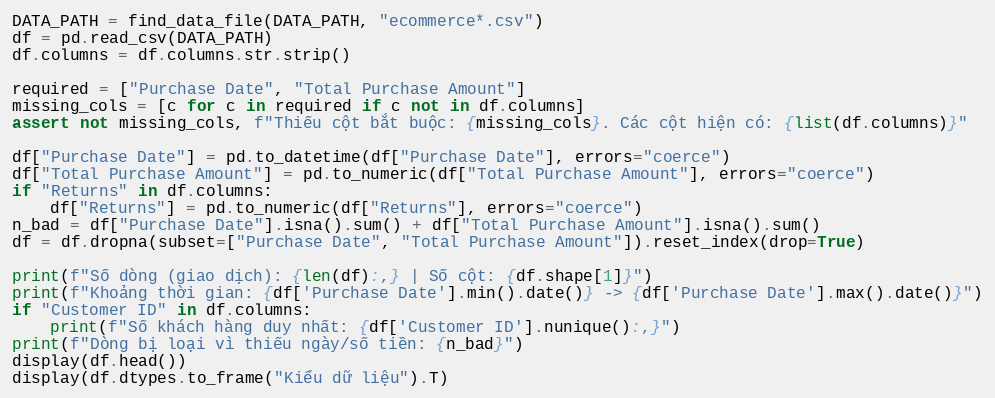 DATA_PATH = find_data_file(DATA_PATH, "ecommerce*.csv")
df = pd.read_csv(DATA_PATH)
df.columns = df.columns.str.strip()

required = ["Purchase Date", "Total Purchase Amount"]
missing_cols = [c for c in required if c not in df.columns]
assert not missing_cols, f"Thiếu cột bắt buộc: {missing_cols}. Các cột hiện có: {list(df.columns)}"

df["Purchase Date"] = pd.to_datetime(df["Purchase Date"], errors="coerce")
df["Total Purchase Amount"] = pd.to_numeric(df["Total Purchase Amount"], errors="coerce")
if "Returns" in df.columns:
    df["Returns"] = pd.to_numeric(df["Returns"], errors="coerce")
n_bad = df["Purchase Date"].isna().sum() + df["Total Purchase Amount"].isna().sum()
df = df.dropna(subset=["Purchase Date", "Total Purchase Amount"]).reset_index(drop=True)

print(f"Số dòng (giao dịch): {len(df):,} | Số cột: {df.shape[1]}")
print(f"Khoảng thời gian: {df['Purchase Date'].min().date()} -> {df['Purchase Date'].max().date()}")
if "Customer ID" in df.columns:
    print(f"Số khách hàng duy nhất: {df['Customer ID'].nunique():,}")
print(f"Dòng bị loại vì thiếu ngày/số tiền: {n_bad}")
display(df.head())
display(df.dtypes.to_frame("Kiểu dữ liệu").T)